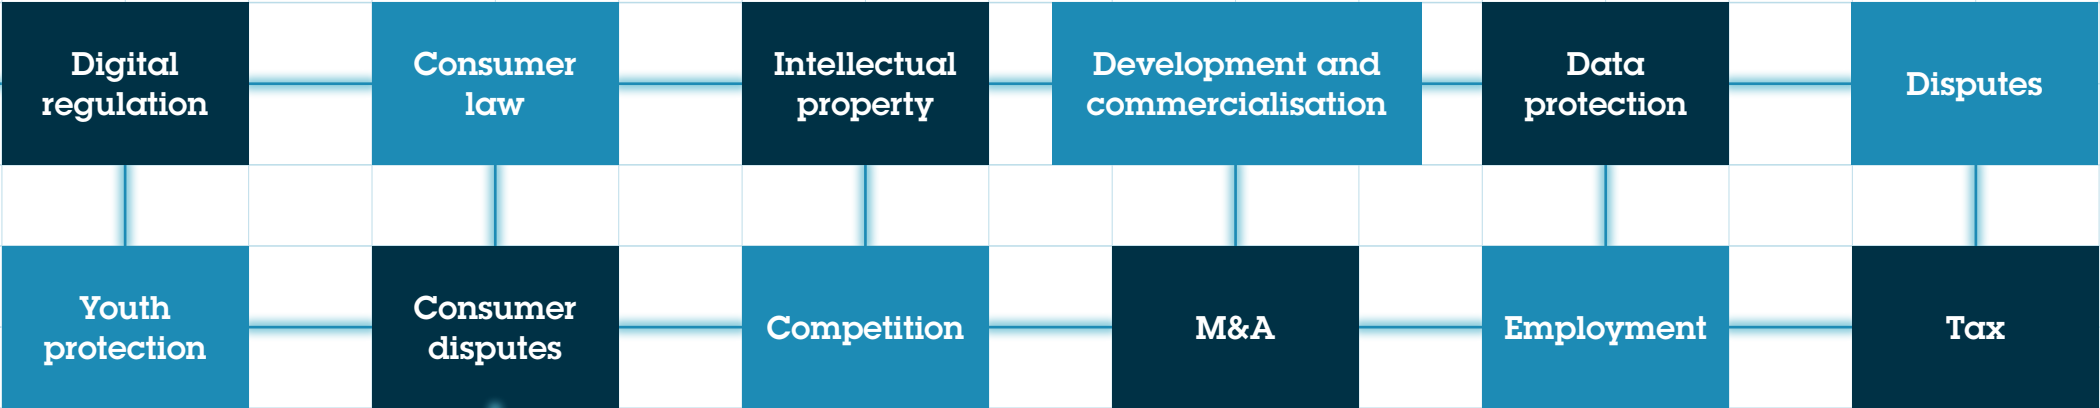 Digital
regulation
Consumer
law
Intellectual
property
Development and
commercialisation
Data
protection
Disputes
Youth
protection
Consumer
disputes
Competition
M&A
Employment
Tax